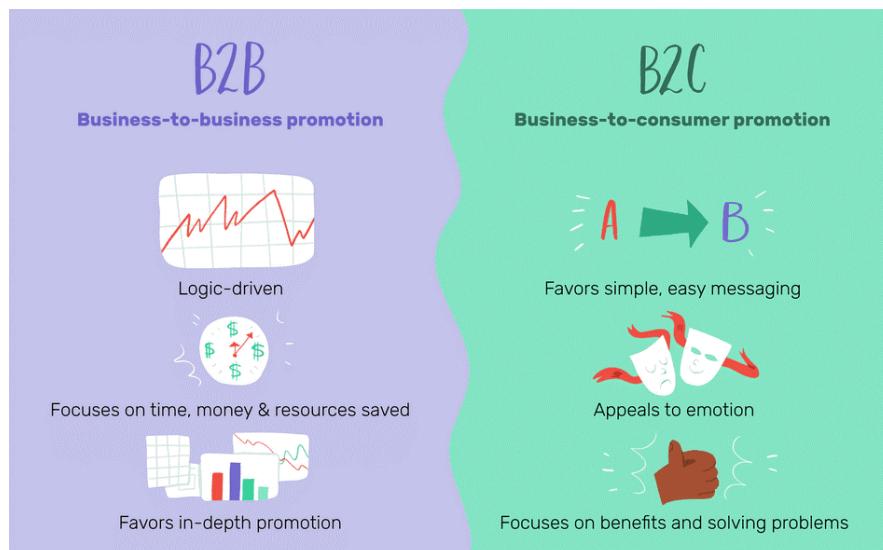 B2B
Business-to-business promotion
Logic-driven
$
$ $
$
Focuses on time, money & resources saved
Favors in-depth promotion
B2C
Business-to-consumer promotion
A B
Favors simple, easy messaging
Appeals to emotion
Focuses on benefits and solving problems